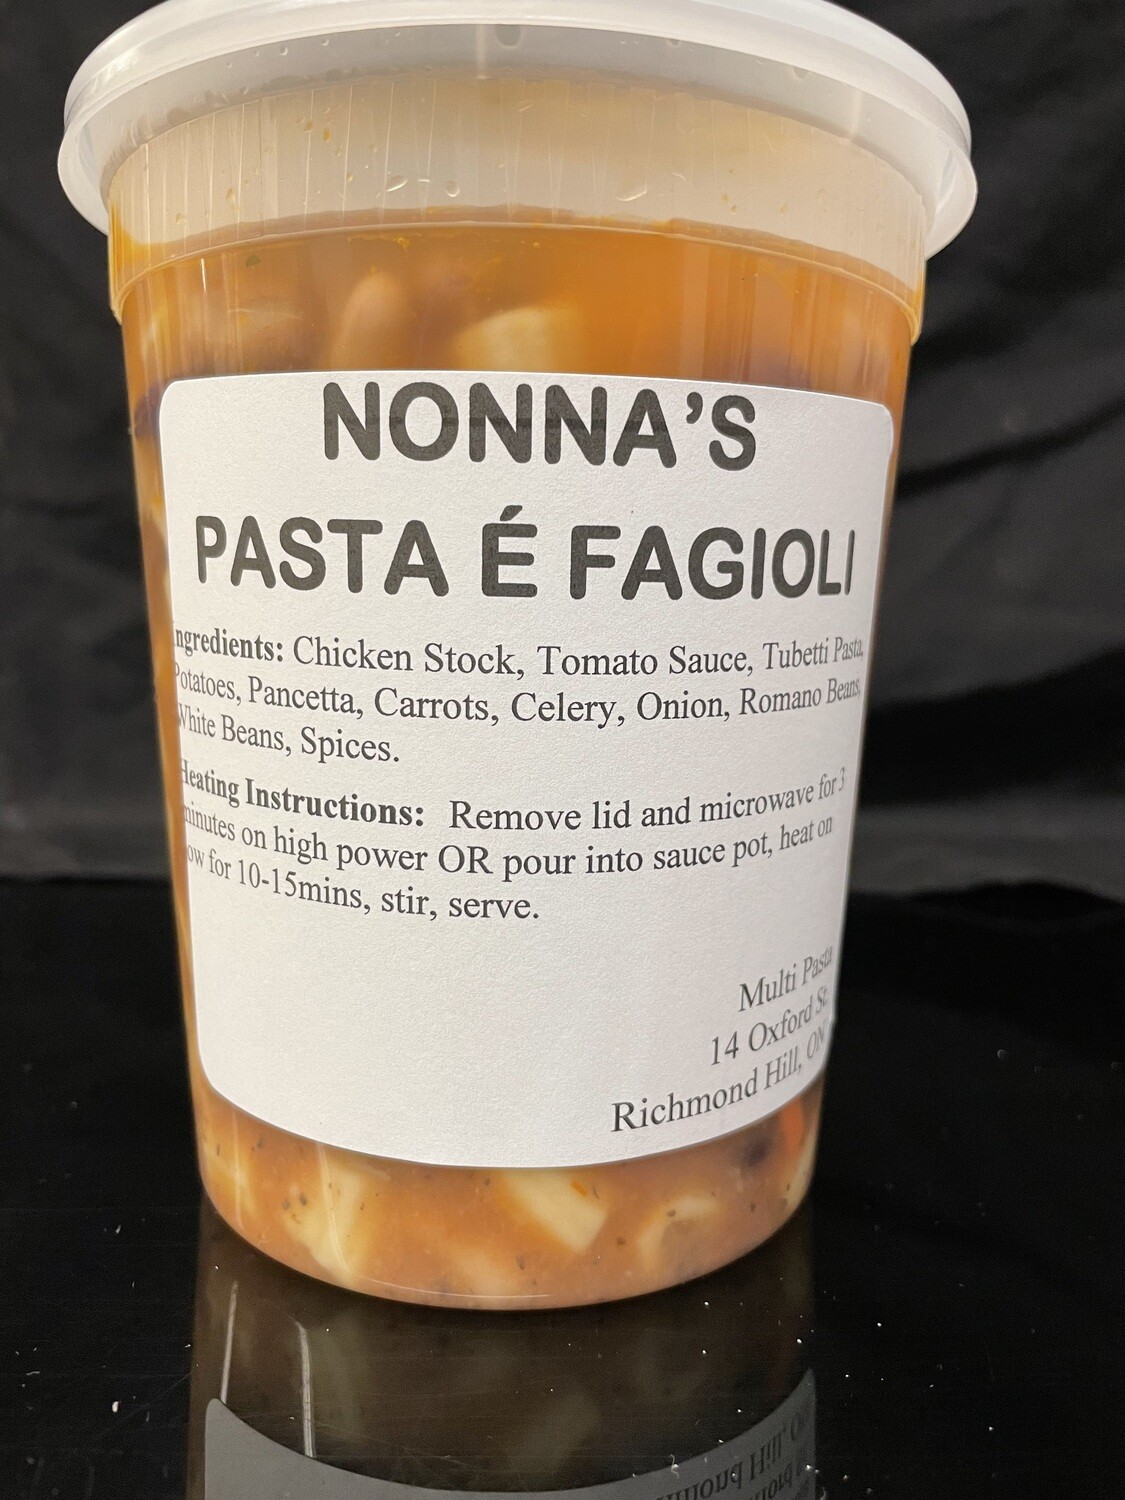 NONNA'S
PASTA É FAGIOLI
Ingredients: Chicken Stock, Tomato Sauce, Tubetti Pasta,
Potatoes, Pancetta, Carrots, Celery, Onion, Romano Beans,
White Beans, Spices.
Heating Instructions: Remove lid and microwave for 3
minutes on high power OR pour into sauce pot, heat on
low for 10-15mins, stir, serve.
Multi Pasta
14 Oxford St.
Richmond Hill, ON